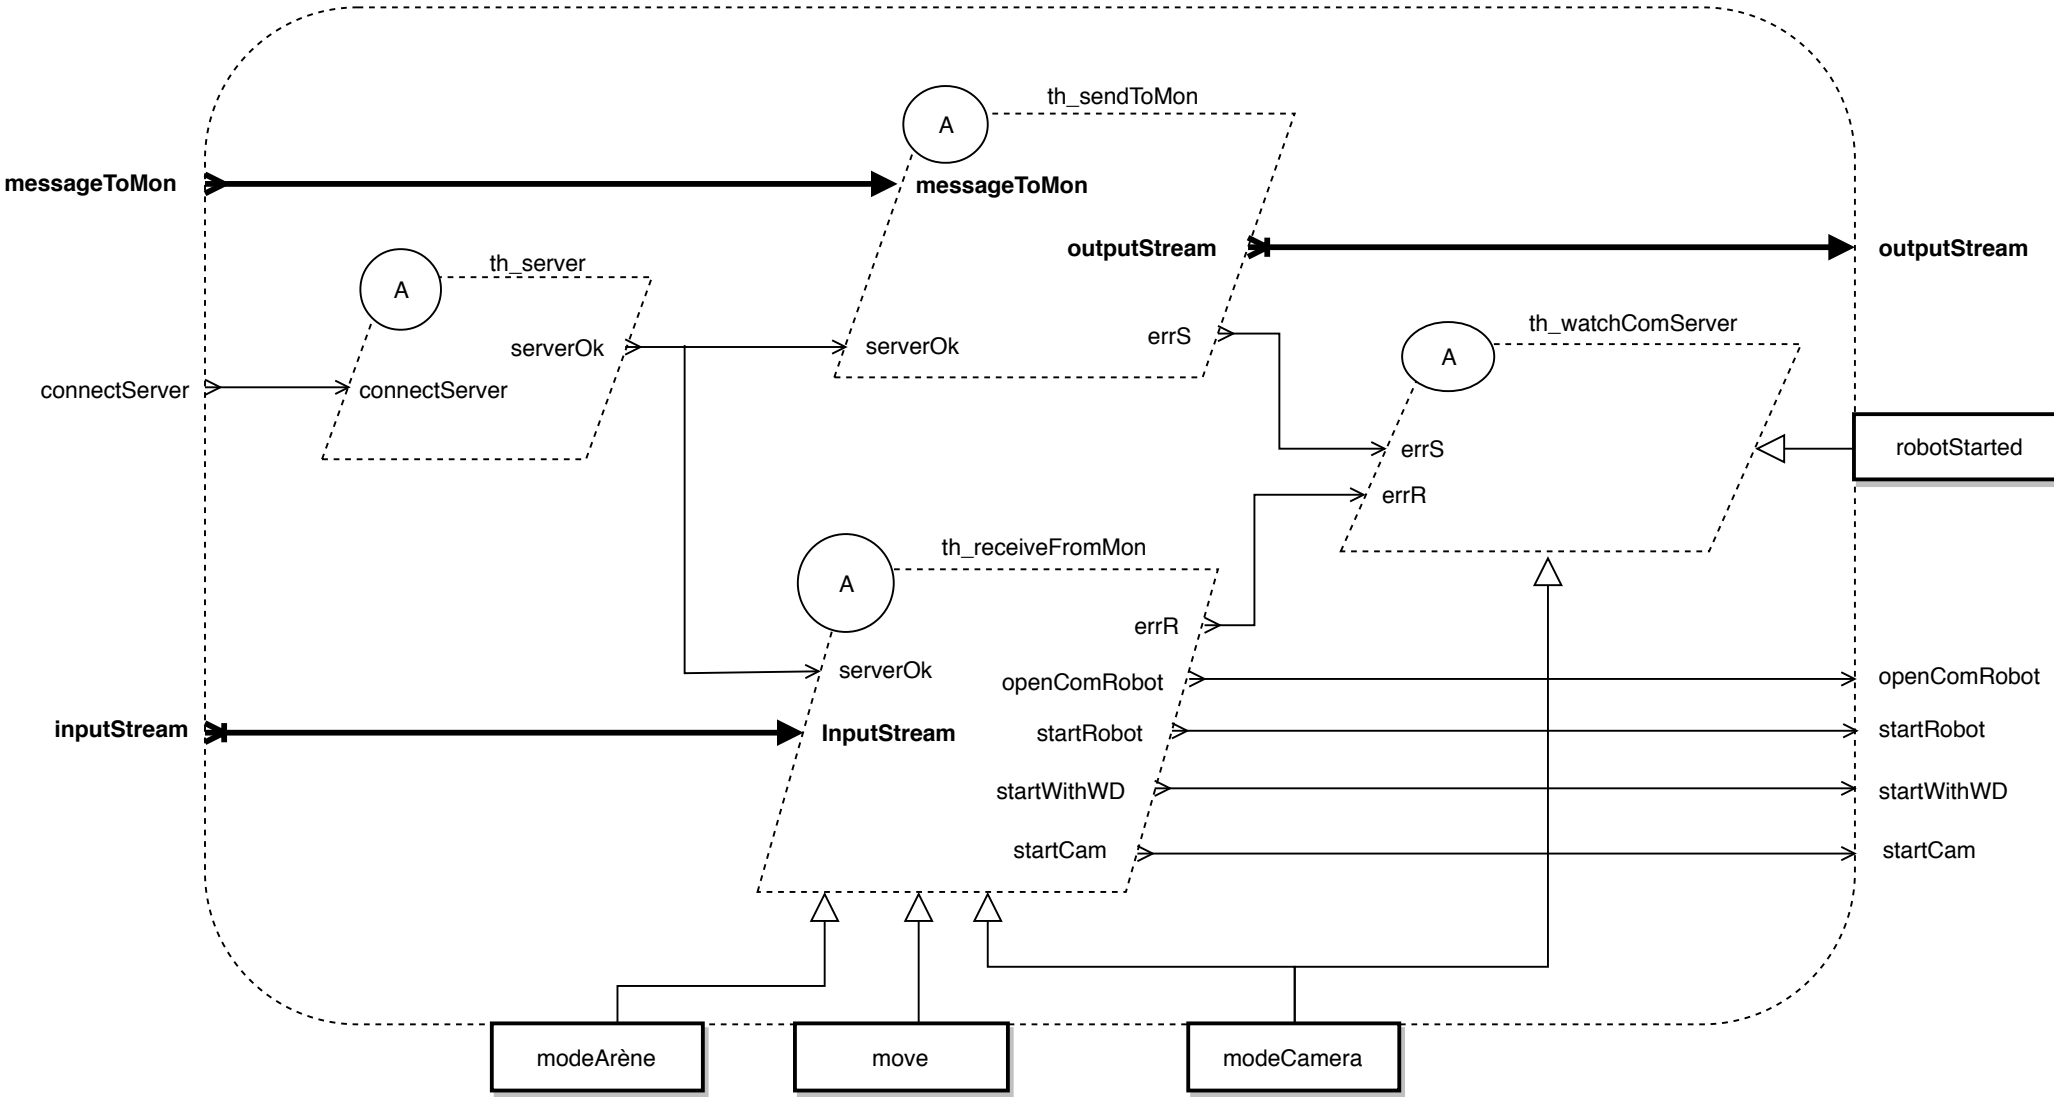 th_sendToMon
A
messageToMon
messageToMon
outputStream
outputStream
th_server
A
serverOk
connectServer
connectServer
serverOk
errS
th_watchComServer
A
errS
errR
robotStarted
th_receiveFromMon
A
errR
serverOk
openComRobot
openComRobot
inputStream
InputStream
startRobot
startRobot
startWithWD
startWithWD
startCam
startCam
modeArène
move
modeCamera